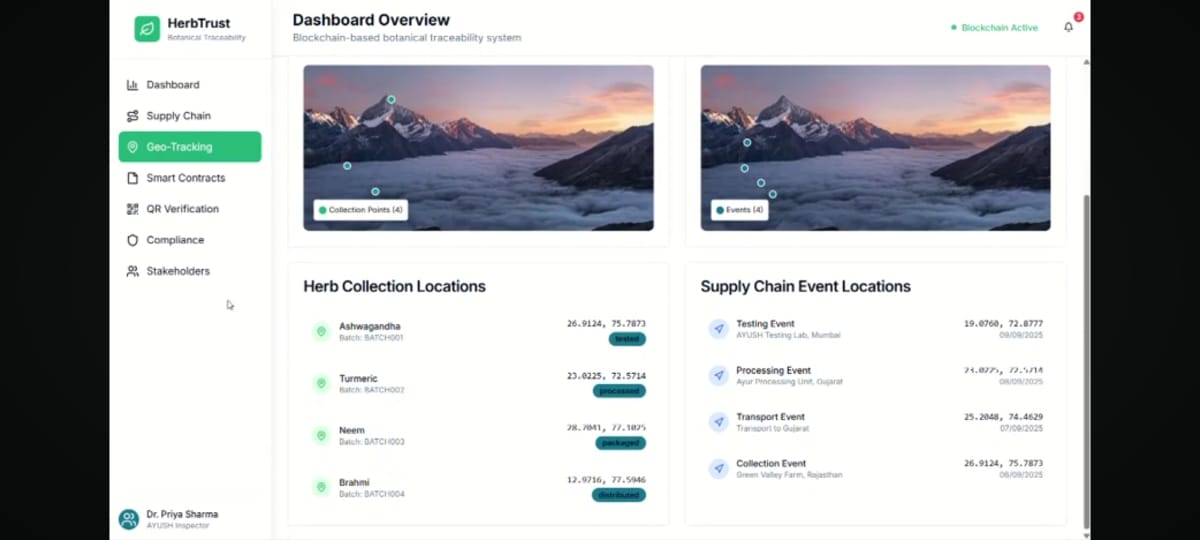 HerbTrust
Botanical Traceability
Dashboard
Supply Chain
Geo-Tracking
Smart Contracts
QR Verification
Compliance
Stakeholders
Dr. Priya Sharma
AYUSH Inspector
Dashboard Overview
Blockchain-based botanical traceability system
Blockchain Active
3
Collection Points (4)
Events (4)
Herb Collection Locations
Ashwagandha 26.9124, 75.7873
Batch: BATCH001 tested
Turmeric 23.0225, 72.5714
Batch: BATCH002 processed
Neem 28.7041, 77.1025
Batch: BATCH003 packaged
Brahmi 12.9716, 77.5946
Batch: BATCH004 distributed
Supply Chain Event Locations
Testing Event 19.0760, 72.8777
AYUSH Testing Lab, Mumbai 09/09/2025
Processing Event 23.0225, 72.5714
Ayur Processing Unit, Gujarat 08/09/2025
Transport Event 25.2048, 74.4629
Transport to Gujarat 07/09/2025
Collection Event 26.9124, 75.7873
Green Valley Farm, Rajasthan 06/09/2025